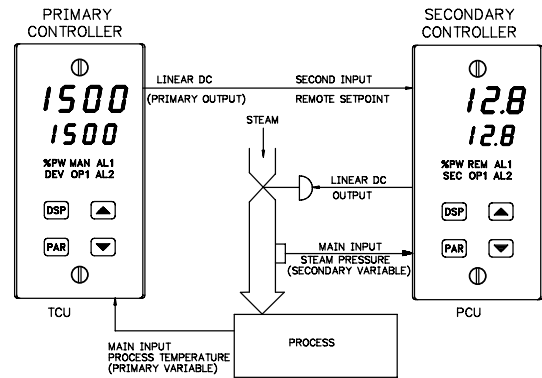 PRIMARY
CONTROLLER
SECONDARY
CONTROLLER
1500
1500
%PW MAN AL1
DEV OP1 AL2
DSP
PAR
TCU
LINEAR DC
(PRIMARY OUTPUT)
SECOND INPUT
REMOTE SETPOINT
STEAM
LINEAR DC
OUTPUT
MAIN INPUT
STEAM PRESSURE
(SECONDARY VARIABLE)
12.8
12.8
%PW REM AL1
SEC OP1 AL2
DSP
PAR
PCU
MAIN INPUT
PROCESS TEMPERATURE
(PRIMARY VARIABLE)
PROCESS